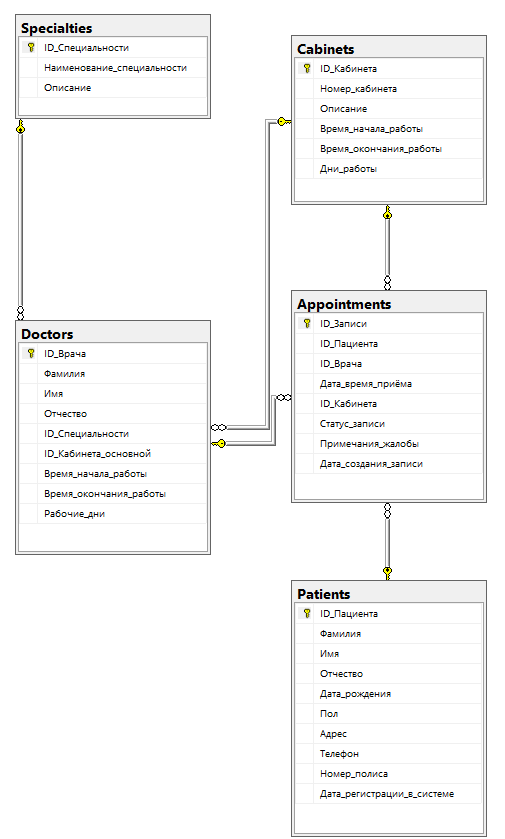 Specialties
ID_Специальности
Наименование_специальности
Описание
Cabinets
ID_Кабинета
Номер_кабинета
Описание
Время_начала_работы
Время_окончания_работы
Дни_работы
Appointments
ID_Записи
ID_Пациента
ID_Врача
Дата_время_приёма
ID_Кабинета
Статус_записи
Примечания_жалобы
Дата_создания_записи
Doctors
ID_Врача
Фамилия
Имя
Отчество
ID_Специальности
ID_Кабинета_основной
Время_начала_работы
Время_окончания_работы
Рабочие_дни
Patients
ID_Пациента
Фамилия
Имя
Отчество
Дата_рождения
Пол
Адрес
Телефон
Номер_полиса
Дата_регистрации_в_системе